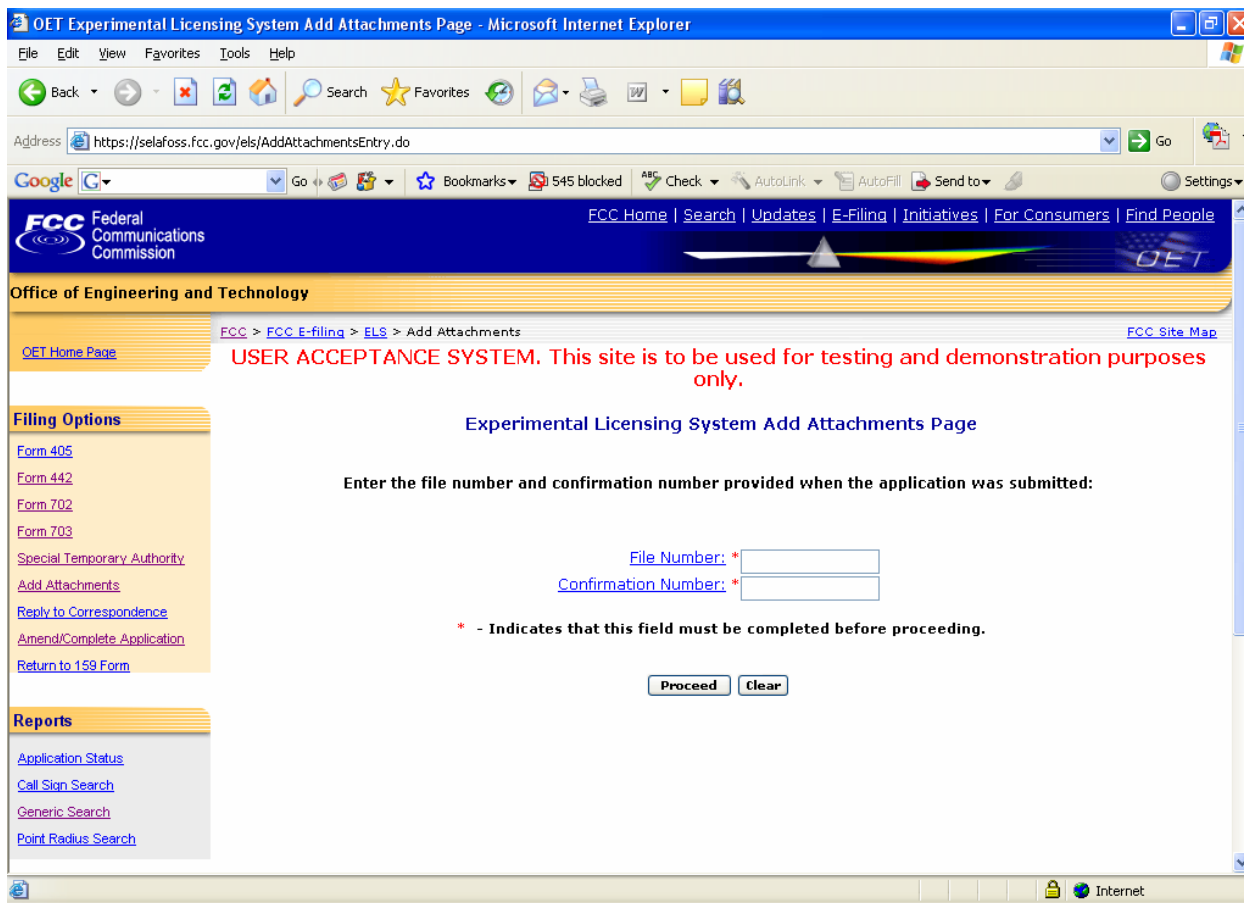 OET Experimental Licensing System Add Attachments Page - Microsoft Internet Explorer
File Edit View Favorites Tools Help
Back Search Favorites W
Address https://selafoss.fcc.gov/els/AddAttachmentsEntry.do Go
Google G Go Bookmarks 545 blocked ABC Check AutoLink AutoFill Send to Settings
FCC Federal Communications Commission
FCC Home | Search | Updates | E-Filing | Initiatives | For Consumers | Find People
OET
Office of Engineering and Technology
FCC > FCC E-filing > ELS > Add Attachments FCC Site Map
OET Home Page
USER ACCEPTANCE SYSTEM. This site is to be used for testing and demonstration purposes
only.
Filing Options
Form 405
Form 442
Form 702
Form 703
Special Temporary Authority
Add Attachments
Reply to Correspondence
Amend/Complete Application
Return to 159 Form
Reports
Application Status
Call Sign Search
Generic Search
Point Radius Search
Experimental Licensing System Add Attachments Page
Enter the file number and confirmation number provided when the application was submitted:
File Number: *
Confirmation Number: *
* - Indicates that this field must be completed before proceeding.
Proceed Clear
Internet